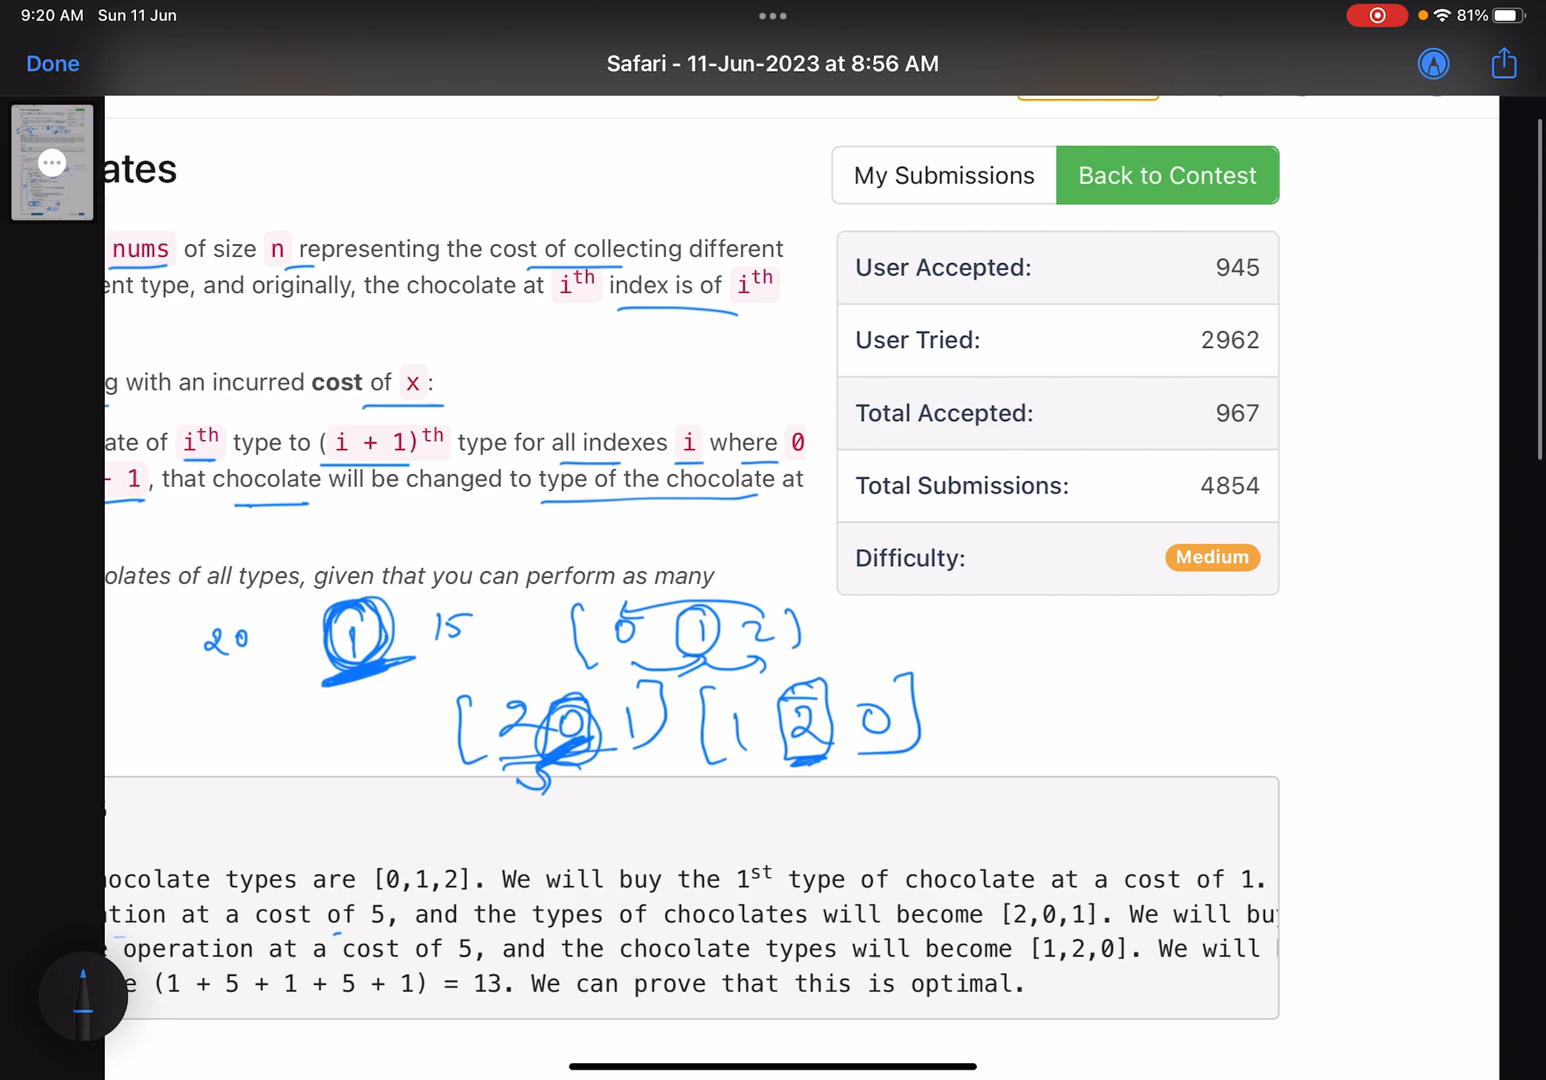 9:20 AM Sun 11 Jun
81%
Done
Safari - 11-Jun-2023 at 8:56 AM
ates
My Submissions
Back to Contest
nums of size n representing the cost of collecting different
ent type, and originally, the chocolate at ith index is of ith
g with an incurred cost of x :
ate of ith type to (i + 1)th type for all indexes i where 0
- 1 , that chocolate will be changed to type of the chocolate at
olates of all types, given that you can perform as many
User Accepted: 945
User Tried: 2962
Total Accepted: 967
Total Submissions: 4854
Difficulty: Medium
20 1 15 [ 0 1 2 )
[ 2 0 1 ] [ 1 2 0 ]
5
ocolate types are [0,1,2]. We will buy the 1st type of chocolate at a cost of 1.
tion at a cost of 5, and the types of chocolates will become [2,0,1]. We will bu
operation at a cost of 5, and the chocolate types will become [1,2,0]. We will
e (1 + 5 + 1 + 5 + 1) = 13. We can prove that this is optimal.